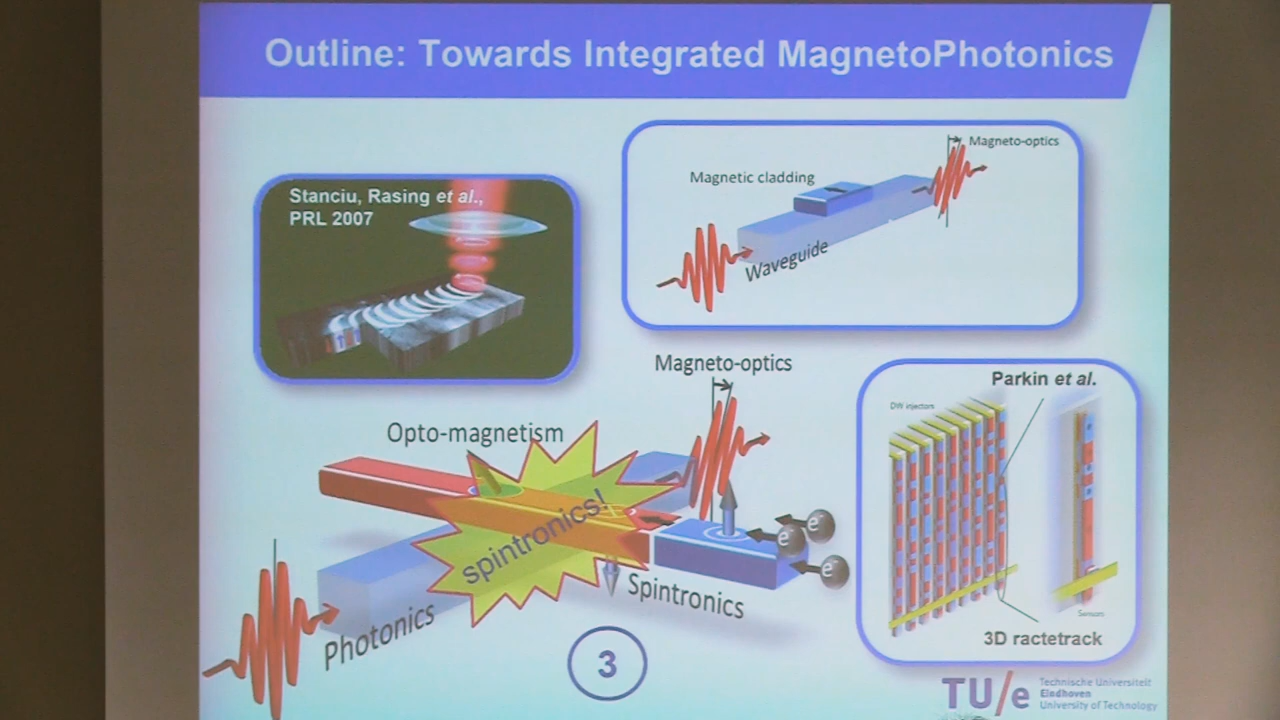 Outline: Towards Integrated MagnetoPhotonics
Stanciu, Rasing et al.,
PRL 2007
Magneto-optics
Magnetic cladding
Waveguide
Magneto-optics
Opto-magnetism
spintronics!
Spintronics
Photonics
e-
e-
e-
Parkin et al.
DW injectors
Sensors
3D ractetrack
3
TU/e
Technische Universiteit
Eindhoven
University of Technology